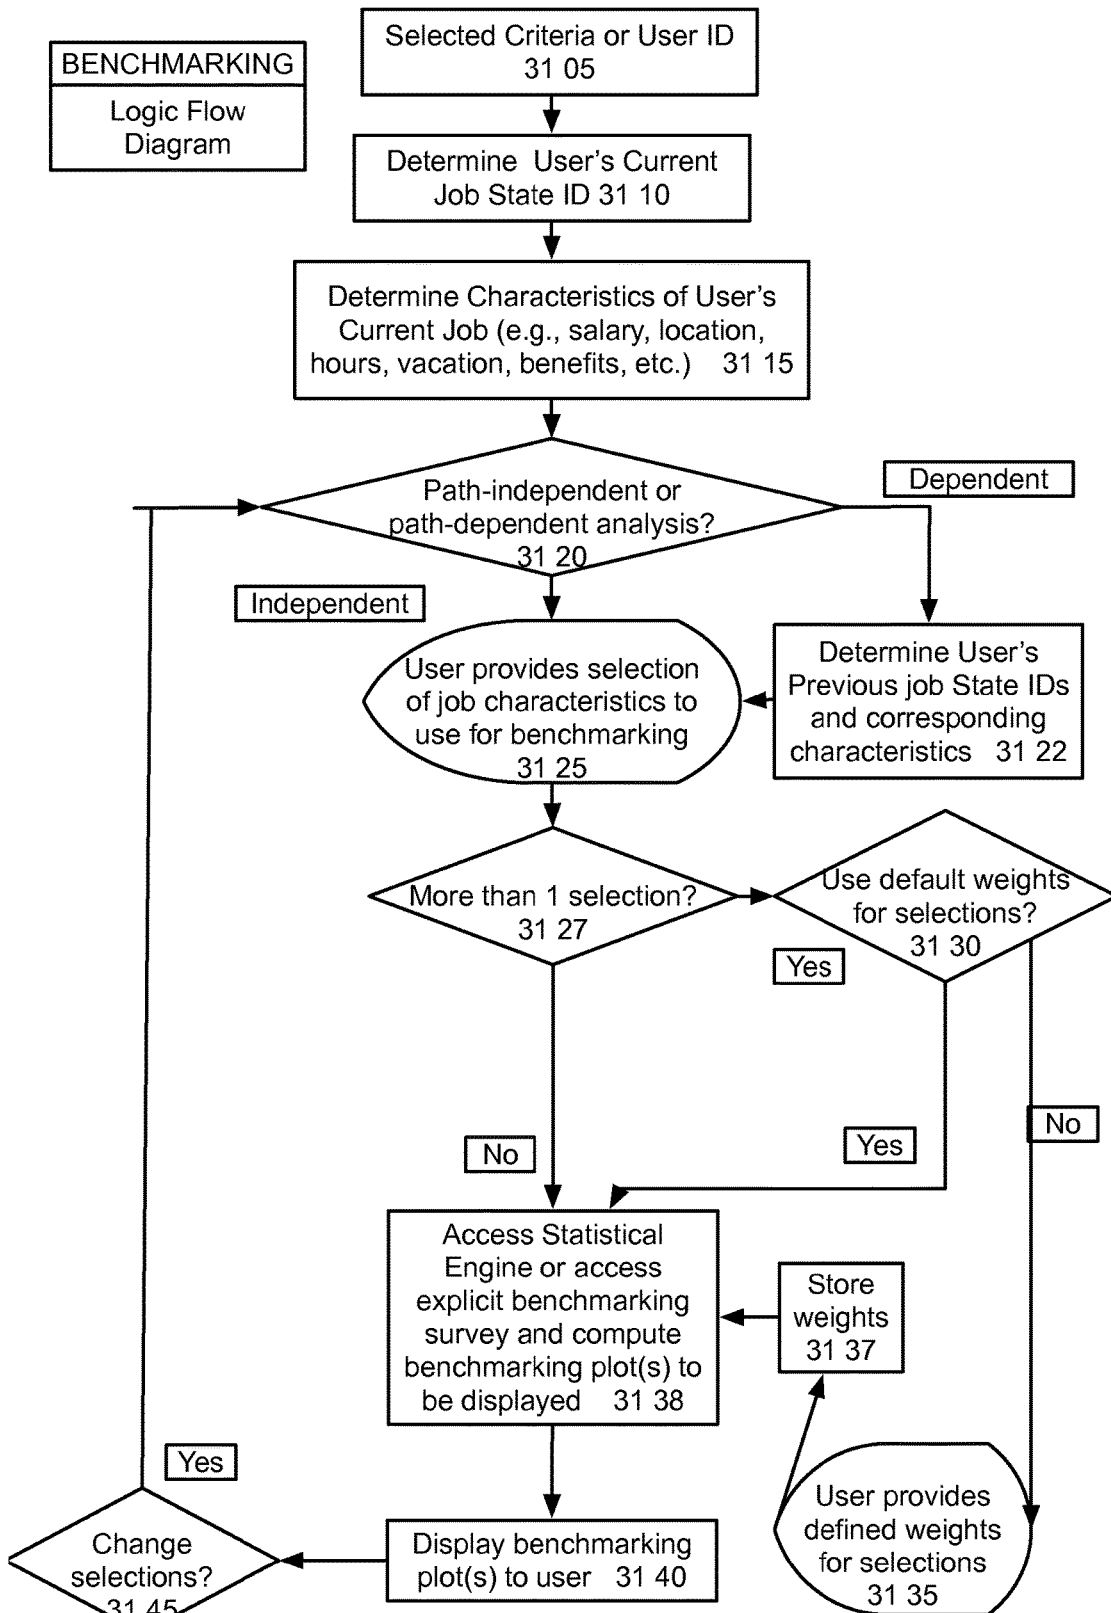 BENCHMARKING
Logic Flow
Diagram
Selected Criteria or User ID
31 05
Determine User's Current
Job State ID 31 10
Determine Characteristics of User's
Current Job (e.g., salary, location,
hours, vacation, benefits, etc.) 31 15
Path-independent or
path-dependent analysis?
31 20
Dependent
Independent
User provides selection
of job characteristics to
use for benchmarking
31 25
Determine User's
Previous job State IDs
and corresponding
characteristics 31 22
More than 1 selection?
31 27
Use default weights
for selections?
31 30
Yes
No
Yes
No
Access Statistical
Engine or access
explicit benchmarking
survey and compute
benchmarking plot(s) to
be displayed 31 38
Store
weights
31 37
Yes
Change
selections?
31 45
Display benchmarking
plot(s) to user 31 40
User provides
defined weights
for selections
31 35